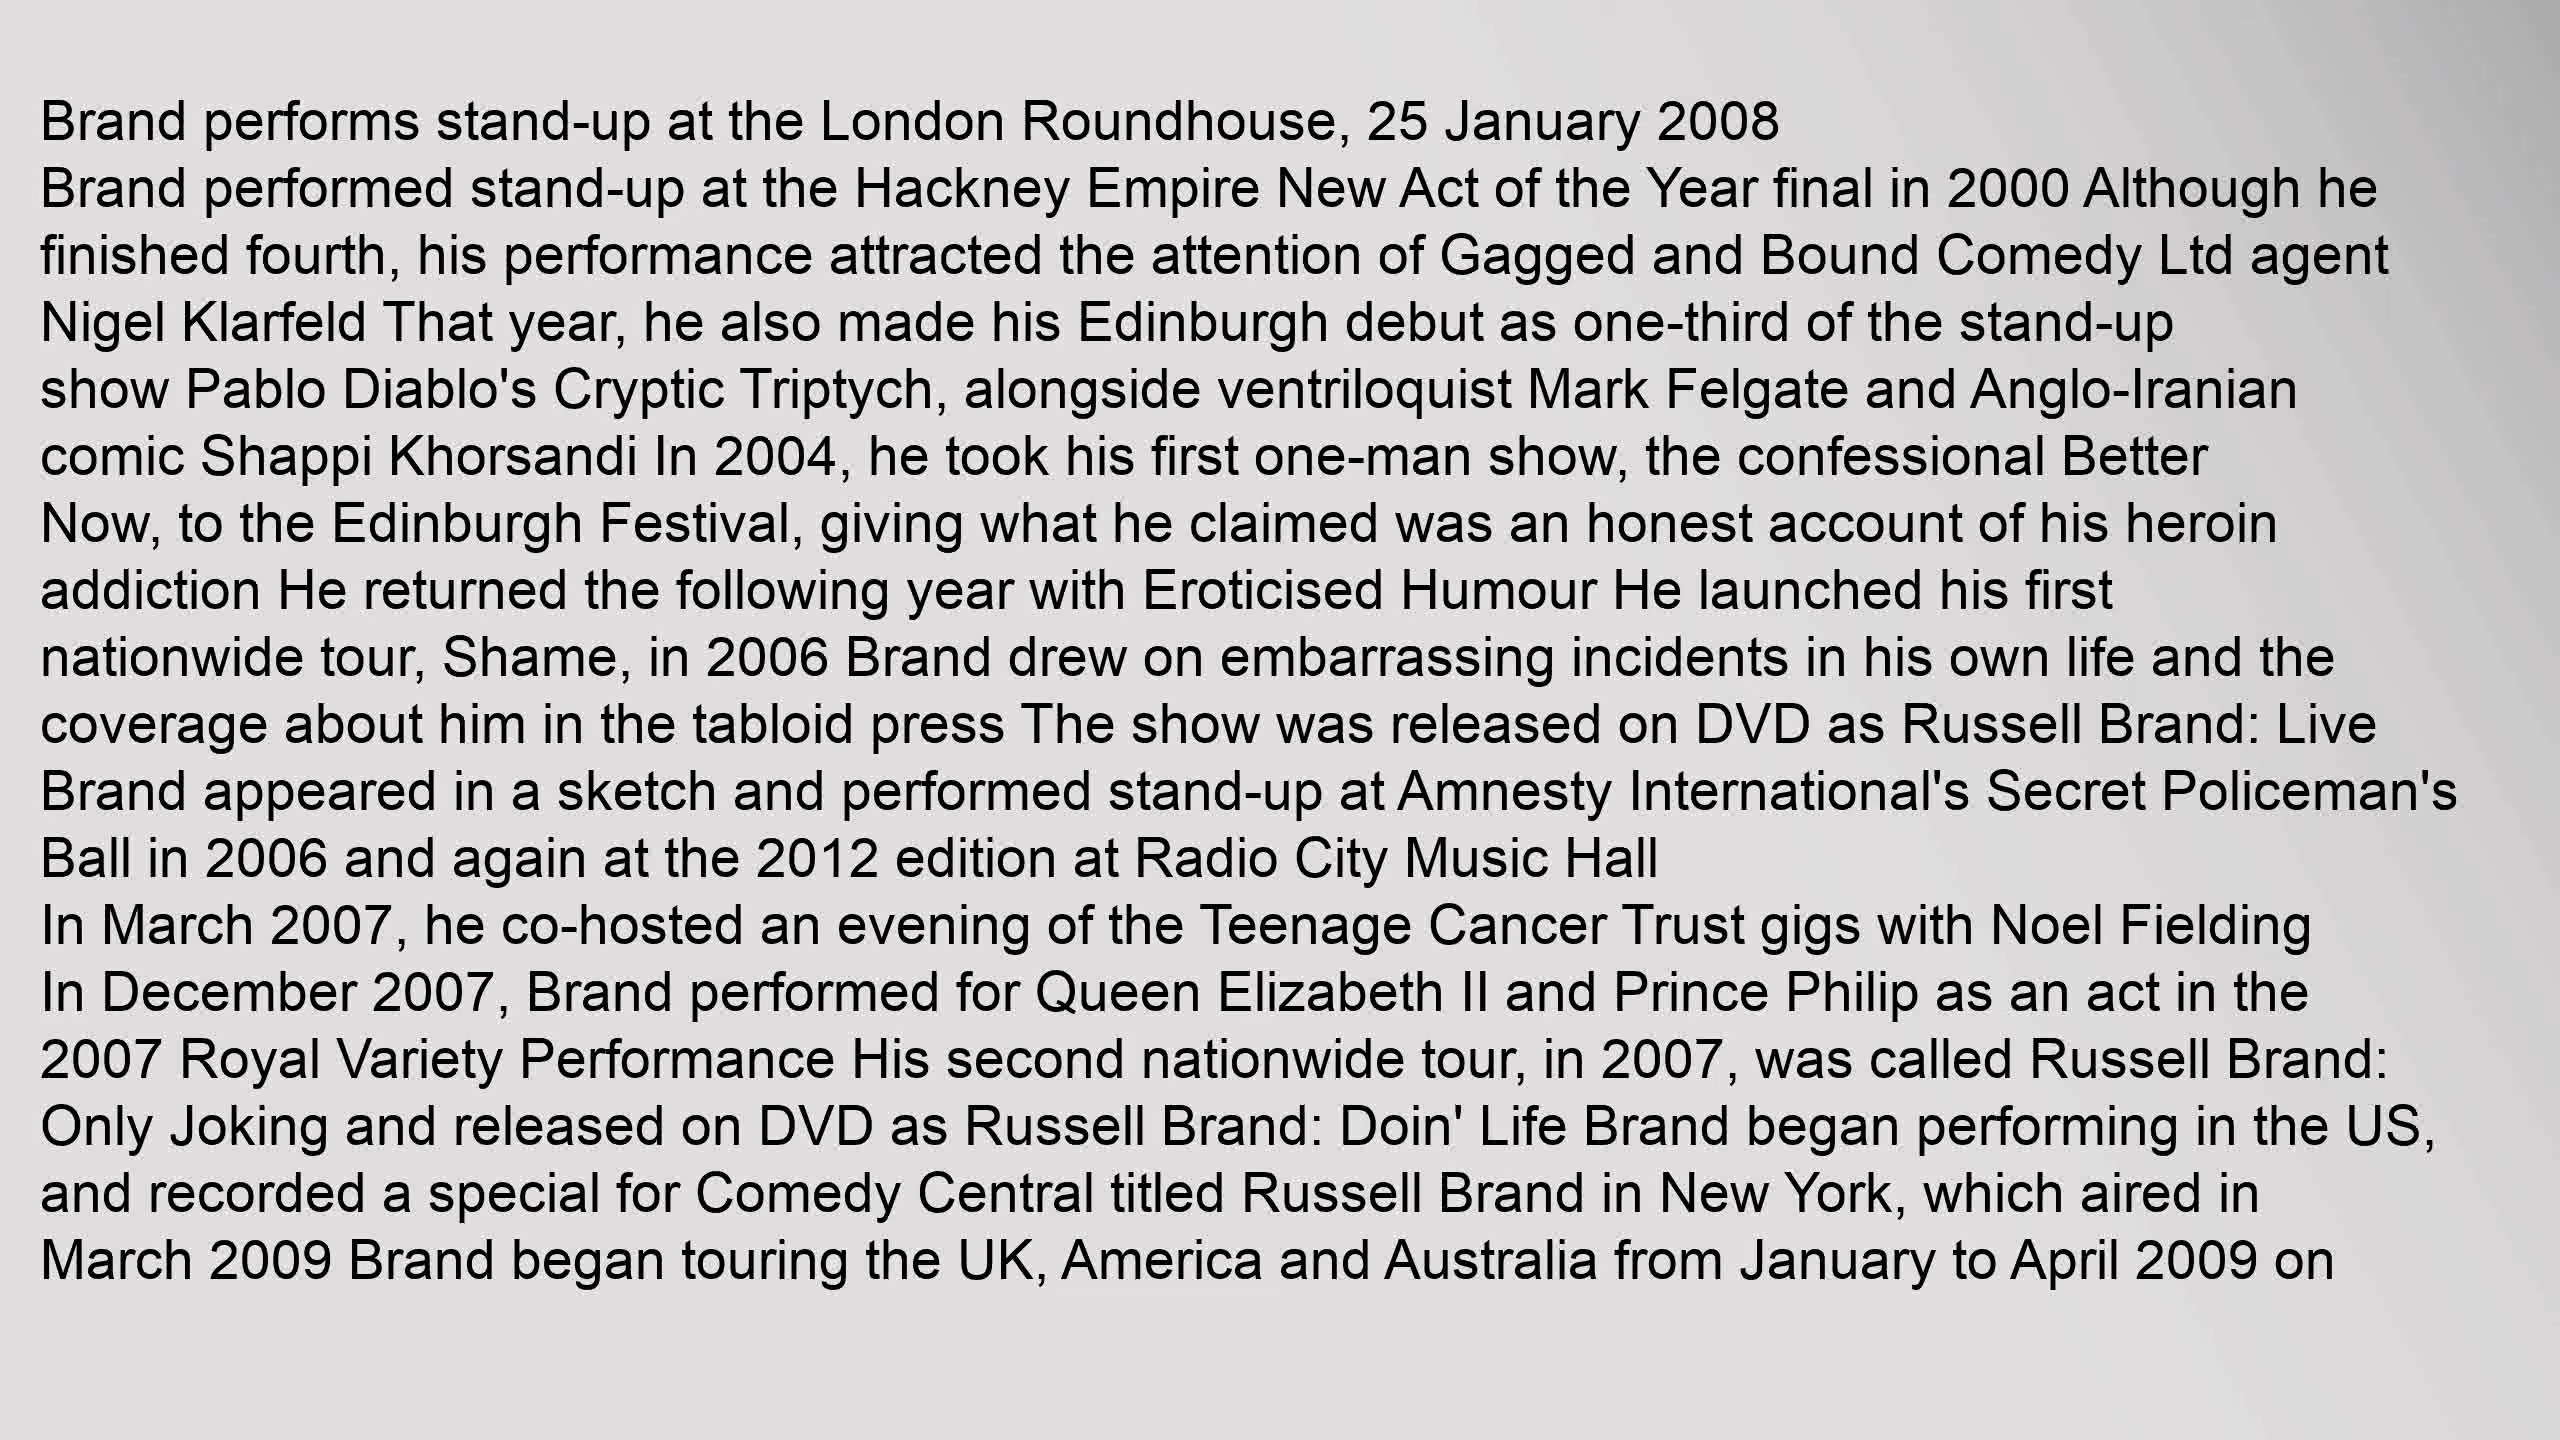 Brand performs stand-up at the London Roundhouse, 25 January 2008
Brand performed stand-up at the Hackney Empire New Act of the Year final in 2000 Although he
finished fourth, his performance attracted the attention of Gagged and Bound Comedy Ltd agent
Nigel Klarfeld That year, he also made his Edinburgh debut as one-third of the stand-up
show Pablo Diablo's Cryptic Triptych, alongside ventriloquist Mark Felgate and Anglo-Iranian
comic Shappi Khorsandi In 2004, he took his first one-man show, the confessional Better
Now, to the Edinburgh Festival, giving what he claimed was an honest account of his heroin
addiction He returned the following year with Eroticised Humour He launched his first
nationwide tour, Shame, in 2006 Brand drew on embarrassing incidents in his own life and the
coverage about him in the tabloid press The show was released on DVD as Russell Brand: Live
Brand appeared in a sketch and performed stand-up at Amnesty International's Secret Policeman's
Ball in 2006 and again at the 2012 edition at Radio City Music Hall
In March 2007, he co-hosted an evening of the Teenage Cancer Trust gigs with Noel Fielding
In December 2007, Brand performed for Queen Elizabeth II and Prince Philip as an act in the
2007 Royal Variety Performance His second nationwide tour, in 2007, was called Russell Brand:
Only Joking and released on DVD as Russell Brand: Doin' Life Brand began performing in the US,
and recorded a special for Comedy Central titled Russell Brand in New York, which aired in
March 2009 Brand began touring the UK, America and Australia from January to April 2009 on